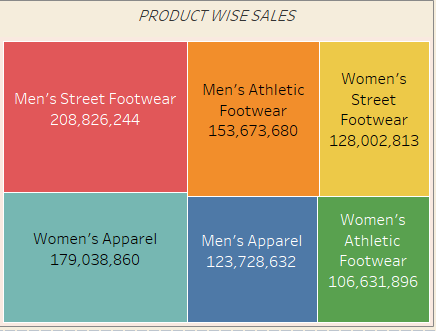 PRODUCT WISE SALES
Men's Street Footwear
208,826,244
Men's Athletic
Footwear
153,673,680
Women's
Street
Footwear
128,002,813
Women's Apparel
179,038,860
Men's Apparel
123,728,632
Women's
Athletic
Footwear
106,631,896